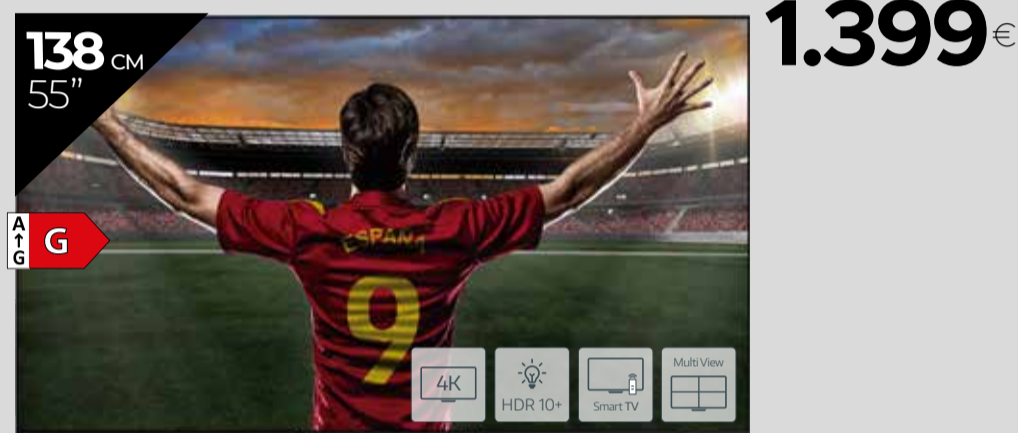 138 CM
55”
1.399€
A
↑
G
G
ESPAÑA
9
4K
HDR 10+
Smart TV
Multi View